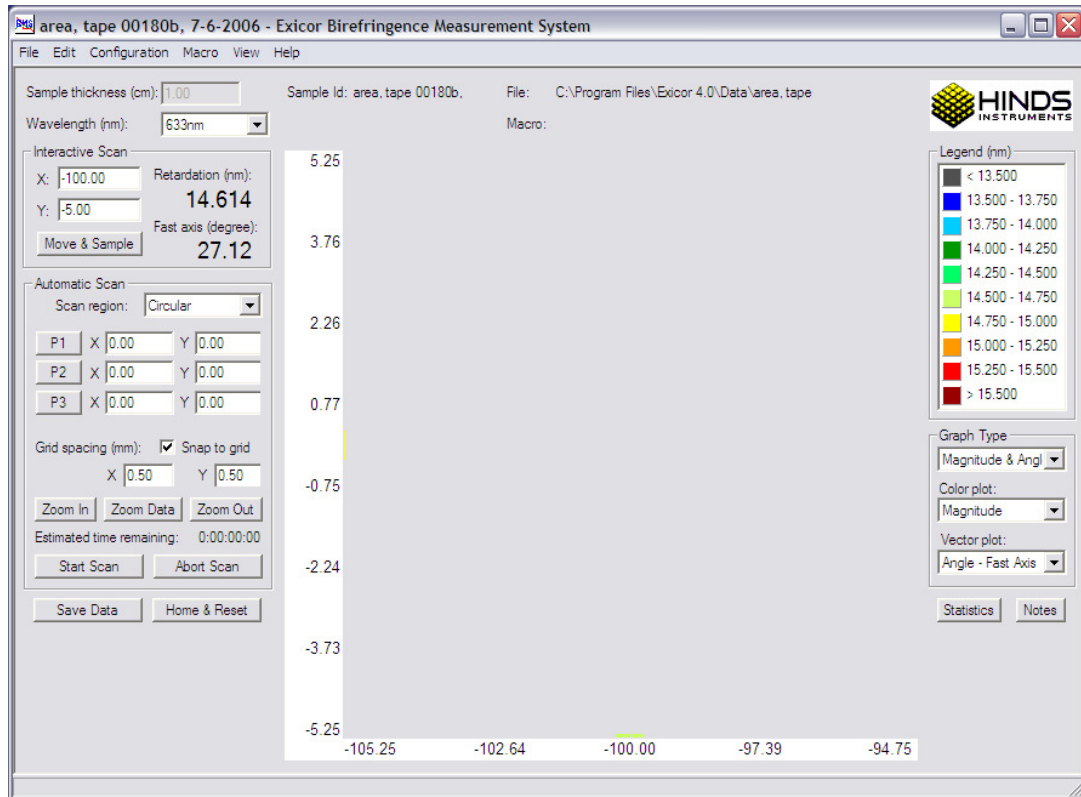 area, tape 00180b, 7-6-2006 - Exicor Birefringence Measurement System
File Edit Configuration Macro View Help
Sample thickness (cm): 1.00
Sample Id: area, tape 00180b,
File: C:\Program Files\Exicor 4.0\Data\area, tape
Wavelength (nm): 633nm
Macro:
HINDS
INSTRUMENTS
Interactive Scan
X: -100.00
Retardation (nm):
14.614
Y: -5.00
Fast axis (degree):
Move & Sample
27.12
Automatic Scan
Scan region: Circular
P1 X 0.00 Y 0.00
P2 X 0.00 Y 0.00
P3 X 0.00 Y 0.00
Grid spacing (mm): Snap to grid
X 0.50 Y 0.50
Zoom In Zoom Data Zoom Out
Estimated time remaining: 0:00:00:00
Start Scan Abort Scan
Save Data Home & Reset
5.25
3.76
2.26
0.77
-0.75
-2.24
-3.73
-5.25
-105.25 -102.64 -100.00 -97.39 -94.75
Legend (nm)
< 13.500
13.500 - 13.750
13.750 - 14.000
14.000 - 14.250
14.250 - 14.500
14.500 - 14.750
14.750 - 15.000
15.000 - 15.250
15.250 - 15.500
> 15.500
Graph Type
Magnitude & Angl
Color plot:
Magnitude
Vector plot:
Angle - Fast Axis
Statistics Notes